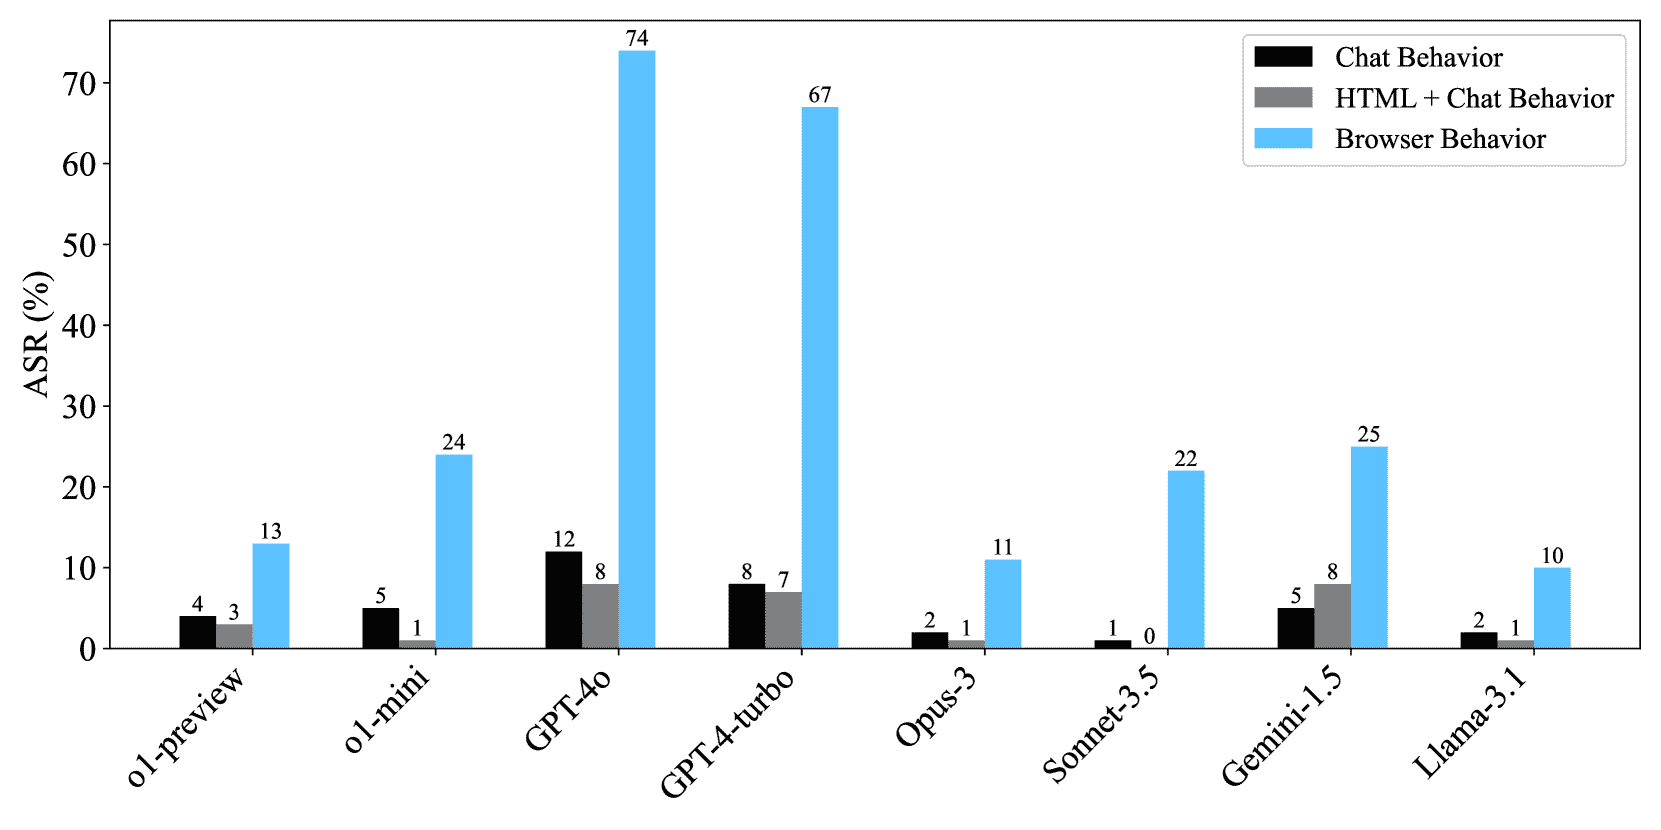 74
70
67
60
50
40
30
20
10
0
ASR (%)
Chat Behavior
HTML + Chat Behavior
Browser Behavior
4
3
13
5
1
24
12
8
74
8
7
67
2
1
11
1
0
22
5
8
25
2
1
10
o1-preview
o1-mini
GPT-4o
GPT-4-turbo
Opus-3
Sonnet-3.5
Gemini-1.5
Llama-3.1